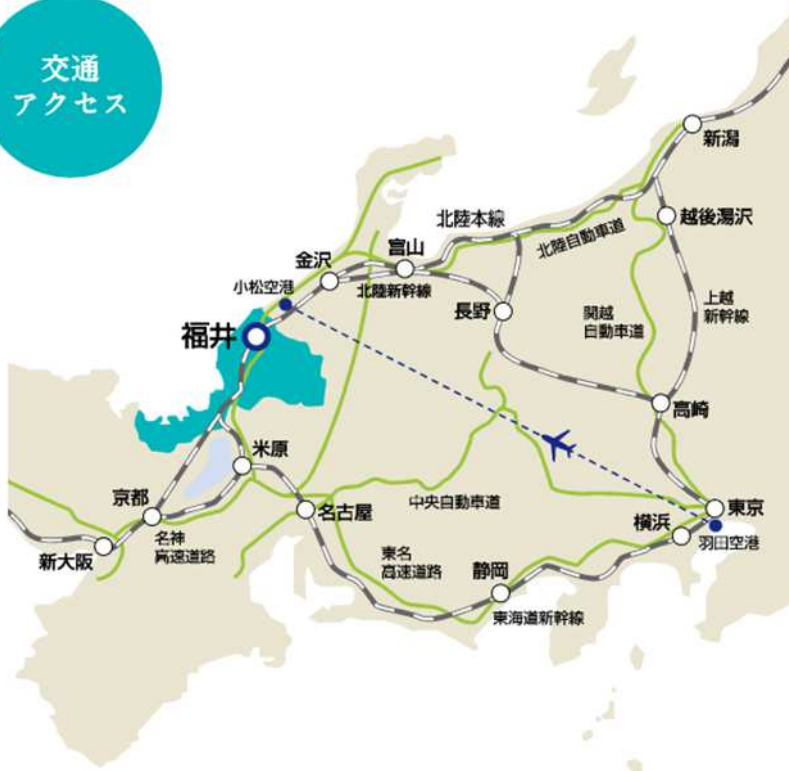 交通
アクセス
新潟
越後湯沢
北陸本線
北陸自動車道
富山
金沢
小松空港
北陸新幹線
長野
関越
自動車道
上越
新幹線
福井
高崎
米原
京都
名古屋
中央自動車道
東京
横浜
羽田空港
新大阪
名神
高速道路
東名
高速道路
静岡
東海道新幹線